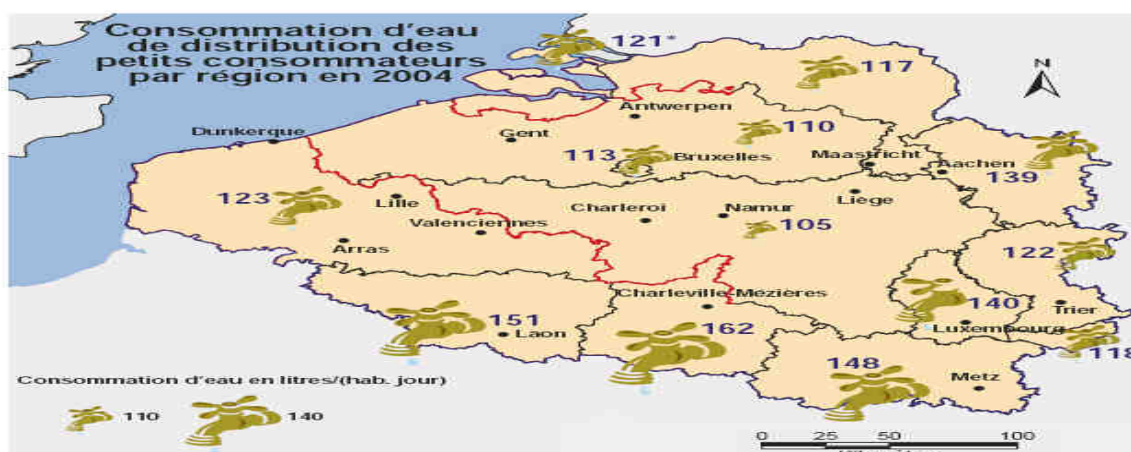 Consommation d'eau
de distribution des
petits consommateurs
par région en 2004
121*
117
N
Antwerpen
Dunkerque
Gent
110
113
Bruxelles
Maastricht
Aachen
139
123
Lille
Liège
Charleroi
Namur
Valenciennes
105
Arras
122
Charleville-Mézières
140
Trier
151
Laon
162
Luxembourg
118
148
Metz
Consommation d'eau en litres/(hab. jour)
110
140
0 25 50 100